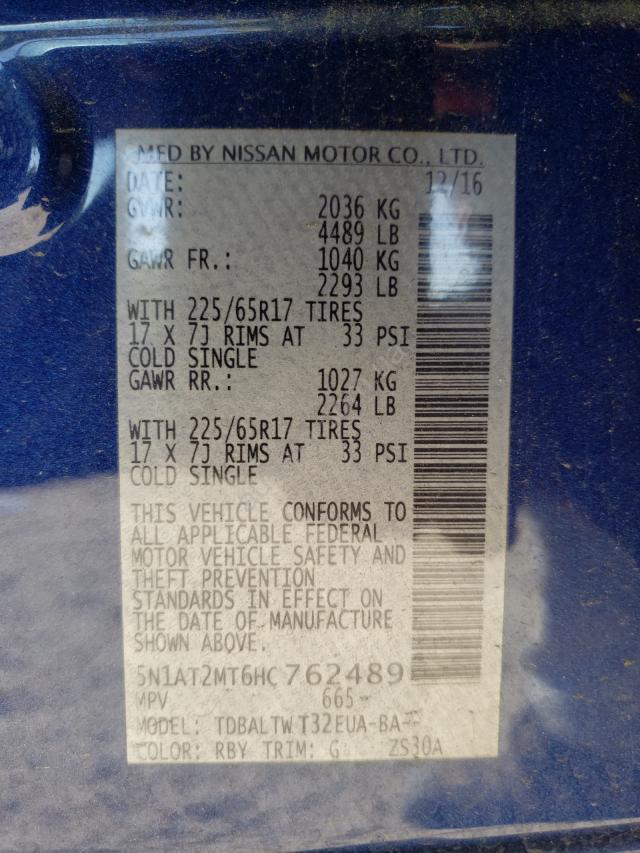 MFD BY NISSAN MOTOR CO., LTD.
DATE: 12/16
GVWR: 2036 KG
4489 LB
GAWR FR.: 1040 KG
2293 LB
WITH 225/65R17 TIRES
17 X 7J RIMS AT 33 PSI
COLD SINGLE
GAWR RR.: 1027 KG
2264 LB
WITH 225/65R17 TIRES
17 X 7J RIMS AT 33 PSI
COLD SINGLE
THIS VEHICLE CONFORMS TO
ALL APPLICABLE FEDERAL
MOTOR VEHICLE SAFETY AND
THEFT PREVENTION
STANDARDS IN EFFECT ON
THE DATE OF MANUFACTURE
SHOWN ABOVE.
5N1AT2MT6HC762489
MPV 665-
MODEL: TDBALTW T32EUA-BA-
COLOR: RBY TRIM: G ZS30A